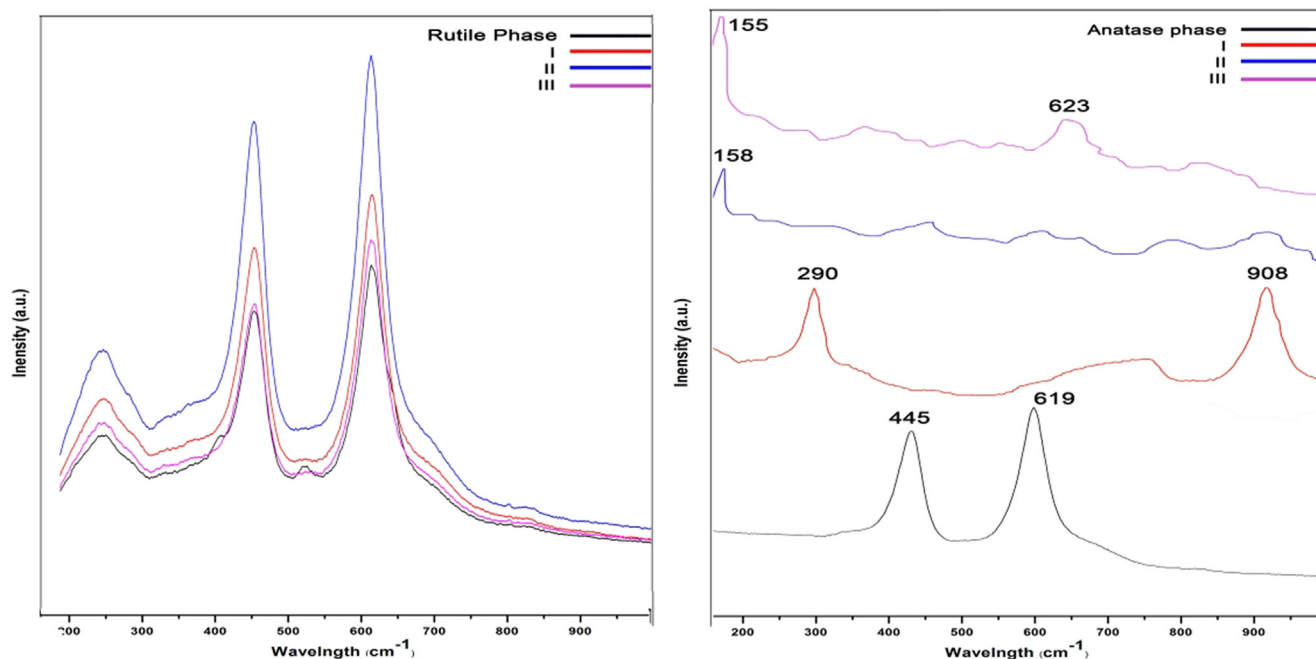 Rutile Phase
I
II
III
Inensity (a.u.)
200 300 400 500 600 700 800 900
Wavelngth (cm-1)
155
Anatase phase
I
II
III
623
158
290
908
445
619
Inensity (a.u.)
200 300 400 500 600 700 800 900
Wavelngth (cm-1)